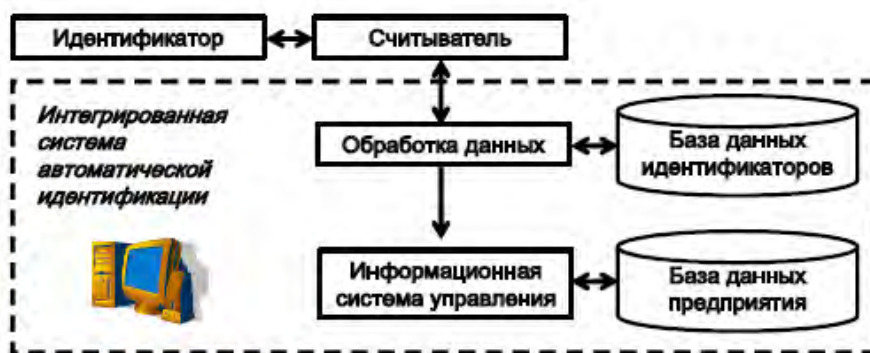 Идентификатор
Считыватель
Интегрированная
система
автоматической
идентификации
Обработка данных
База данных
идентификаторов
Информационная
система управления
База данных
предприятия